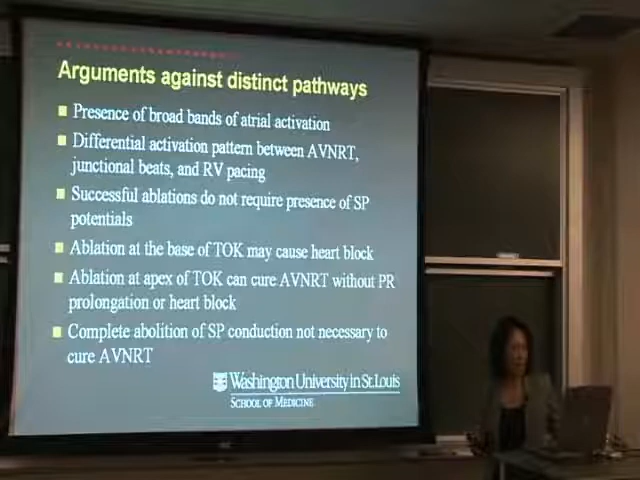 Arguments against distinct pathways
Presence of broad bands of atrial activation
Differential activation pattern between AVNRT,
junctional beats, and RV pacing
Successful ablations do not require presence of SP
potentials
Ablation at the base of TOK may cause heart block
Ablation at apex of TOK can cure AVNRT without PR
prolongation or heart block
Complete abolition of SP conduction not necessary to
cure AVNRT
Washington University in St. Louis
SCHOOL OF MEDICINE